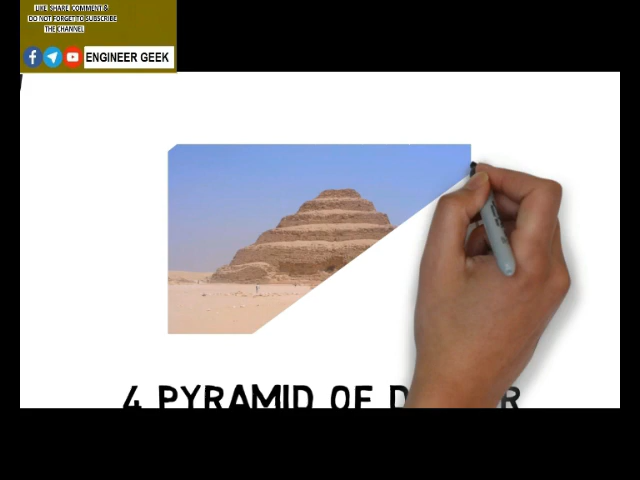 LIKE SHARE COMMENT &
DO NOT FORGET TO SUBSCRIBE
THE CHANNEL
ENGINEER GEEK
4 PYRAMID OF